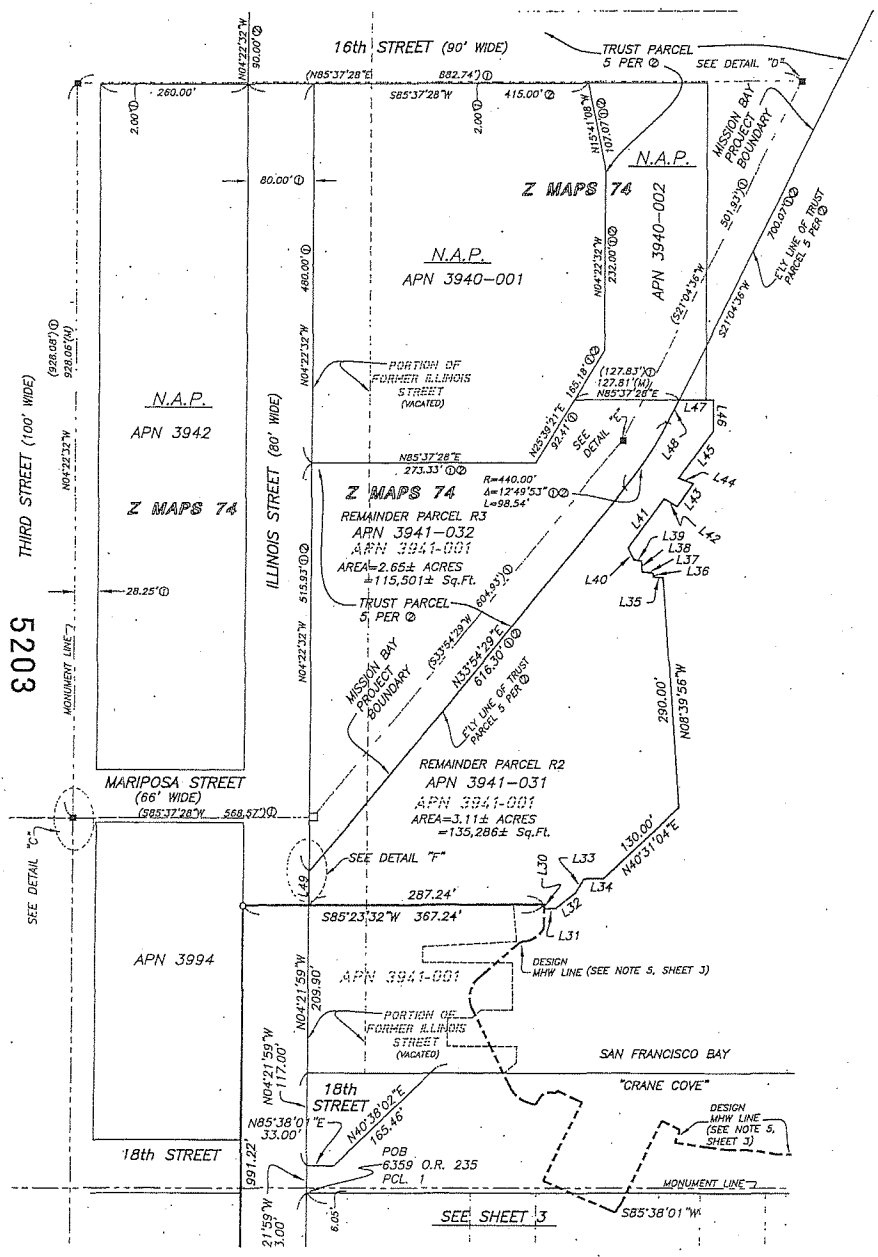 16th STREET (90' WIDE)
N04°22'32"W
90.00' ②
(N85°37'28"E 882.74') ①
S85°37'28"W 415.00' ②
260.00'
2.00' ①
2.00' ①
TRUST PARCEL
5 PER ②
SEE DETAIL "D"
MISSION BAY
PROJECT
BOUNDARY
N15°41'08"W
107.07' ①②
N.A.P.
Z MAPS 74
APN 3940-002
80.00' ①
N.A.P.
APN 3940-001
480.00' ①
N04°22'32"W
N04°22'32"W
232.00' ①②
501.93') ①
(S21°04'36"W
700.07' ①②
S21°04'36"W
E'LY LINE OF TRUST
PARCEL 5 PER ②
(928.08') ①
928.06'(M)
N04°22'32"W
THIRD STREET (100' WIDE)
N.A.P.
APN 3942
Z MAPS 74
ILLINOIS STREET (80' WIDE)
PORTION OF
FORMER ILLINOIS
STREET
(VACATED)
165.18' ①②
N25°39'21"E
92.41' ①
(127.83') ①
127.81'(M)
N85°37'28"E
SEE
DETAIL "E"
L47
L46
L48
L45
L44
L43
L42
L41
L39
L38
L37
L36
L40
L35
N85°37'28"E
273.33' ①②
R=440.00'
Δ=12°49'53" ①②
L=98.54'
Z MAPS 74
REMAINDER PARCEL R3
APN 3941-032
APN 3941-001
AREA=2.65± ACRES
=115,501± Sq.Ft.
TRUST PARCEL
5 PER ②
515.93' ①②
N04°22'32"W
28.25' ①
MONUMENT LINE
5203
(S33°54'29"W 604.93') ①
N33°54'29"E
616.30' ①②
E'LY LINE OF TRUST
PARCEL 5 PER ②
MISSION BAY
PROJECT
BOUNDARY
290.00'
N08°39'56"W
MARIPOSA STREET
(66' WIDE)
(S85°37'28"W 568.57') ①
SEE DETAIL "C"
REMAINDER PARCEL R2
APN 3941-031
APN 3941-001
AREA=3.11± ACRES
=135,286± Sq.Ft.
130.00'
N40°31'04"E
SEE DETAIL "F"
L49
L30
L33
L34
L32
L31
287.24'
S85°23'32"W 367.24'
APN 3994
APN 3941-001
N04°21'59"W
209.90'
DESIGN
MHW LINE (SEE NOTE 5, SHEET 3)
PORTION OF
FORMER ILLINOIS
STREET
(VACATED)
N04°21'59"W
117.00'
SAN FRANCISCO BAY
"CRANE COVE"
18th
STREET
N85°38'01"E
33.00'
N40°38'02"E
165.46'
DESIGN
MHW LINE
(SEE NOTE 5,
SHEET 3)
18th STREET
991.22'
POB
6359 O.R. 235
PCL. 1
MONUMENT LINE
21'59"W
3.00'
6.05'
SEE SHEET 3
S85°38'01"W